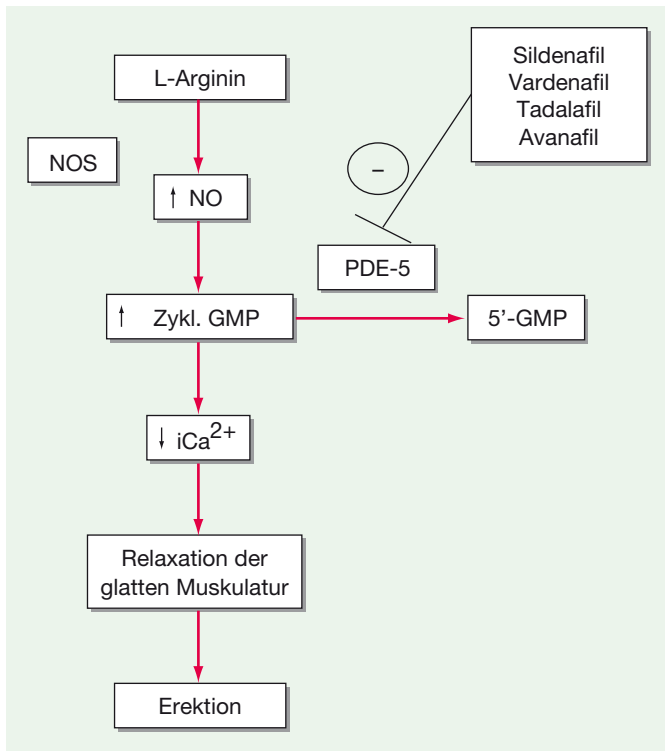 Sildenafil
Vardenafil
Tadalafil
Avanafil
L-Arginin
NOS
↑ NO
–
PDE-5
↑ Zykl. GMP
5’-GMP
↓ iCa²⁺
Relaxation der
glatten Muskulatur
Erektion